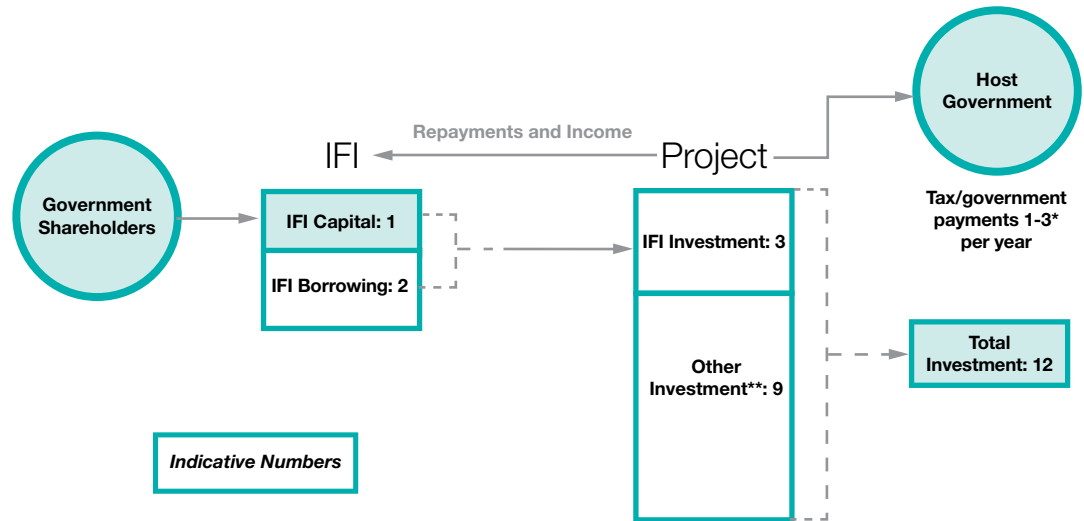 Host
Government
Repayments and Income
IFI
Project
Government
Shareholders
IFI Capital: 1
IFI Borrowing: 2
IFI Investment: 3
Tax/government
payments 1-3*
per year
Other
Investment**: 9
Total
Investment: 12
Indicative Numbers